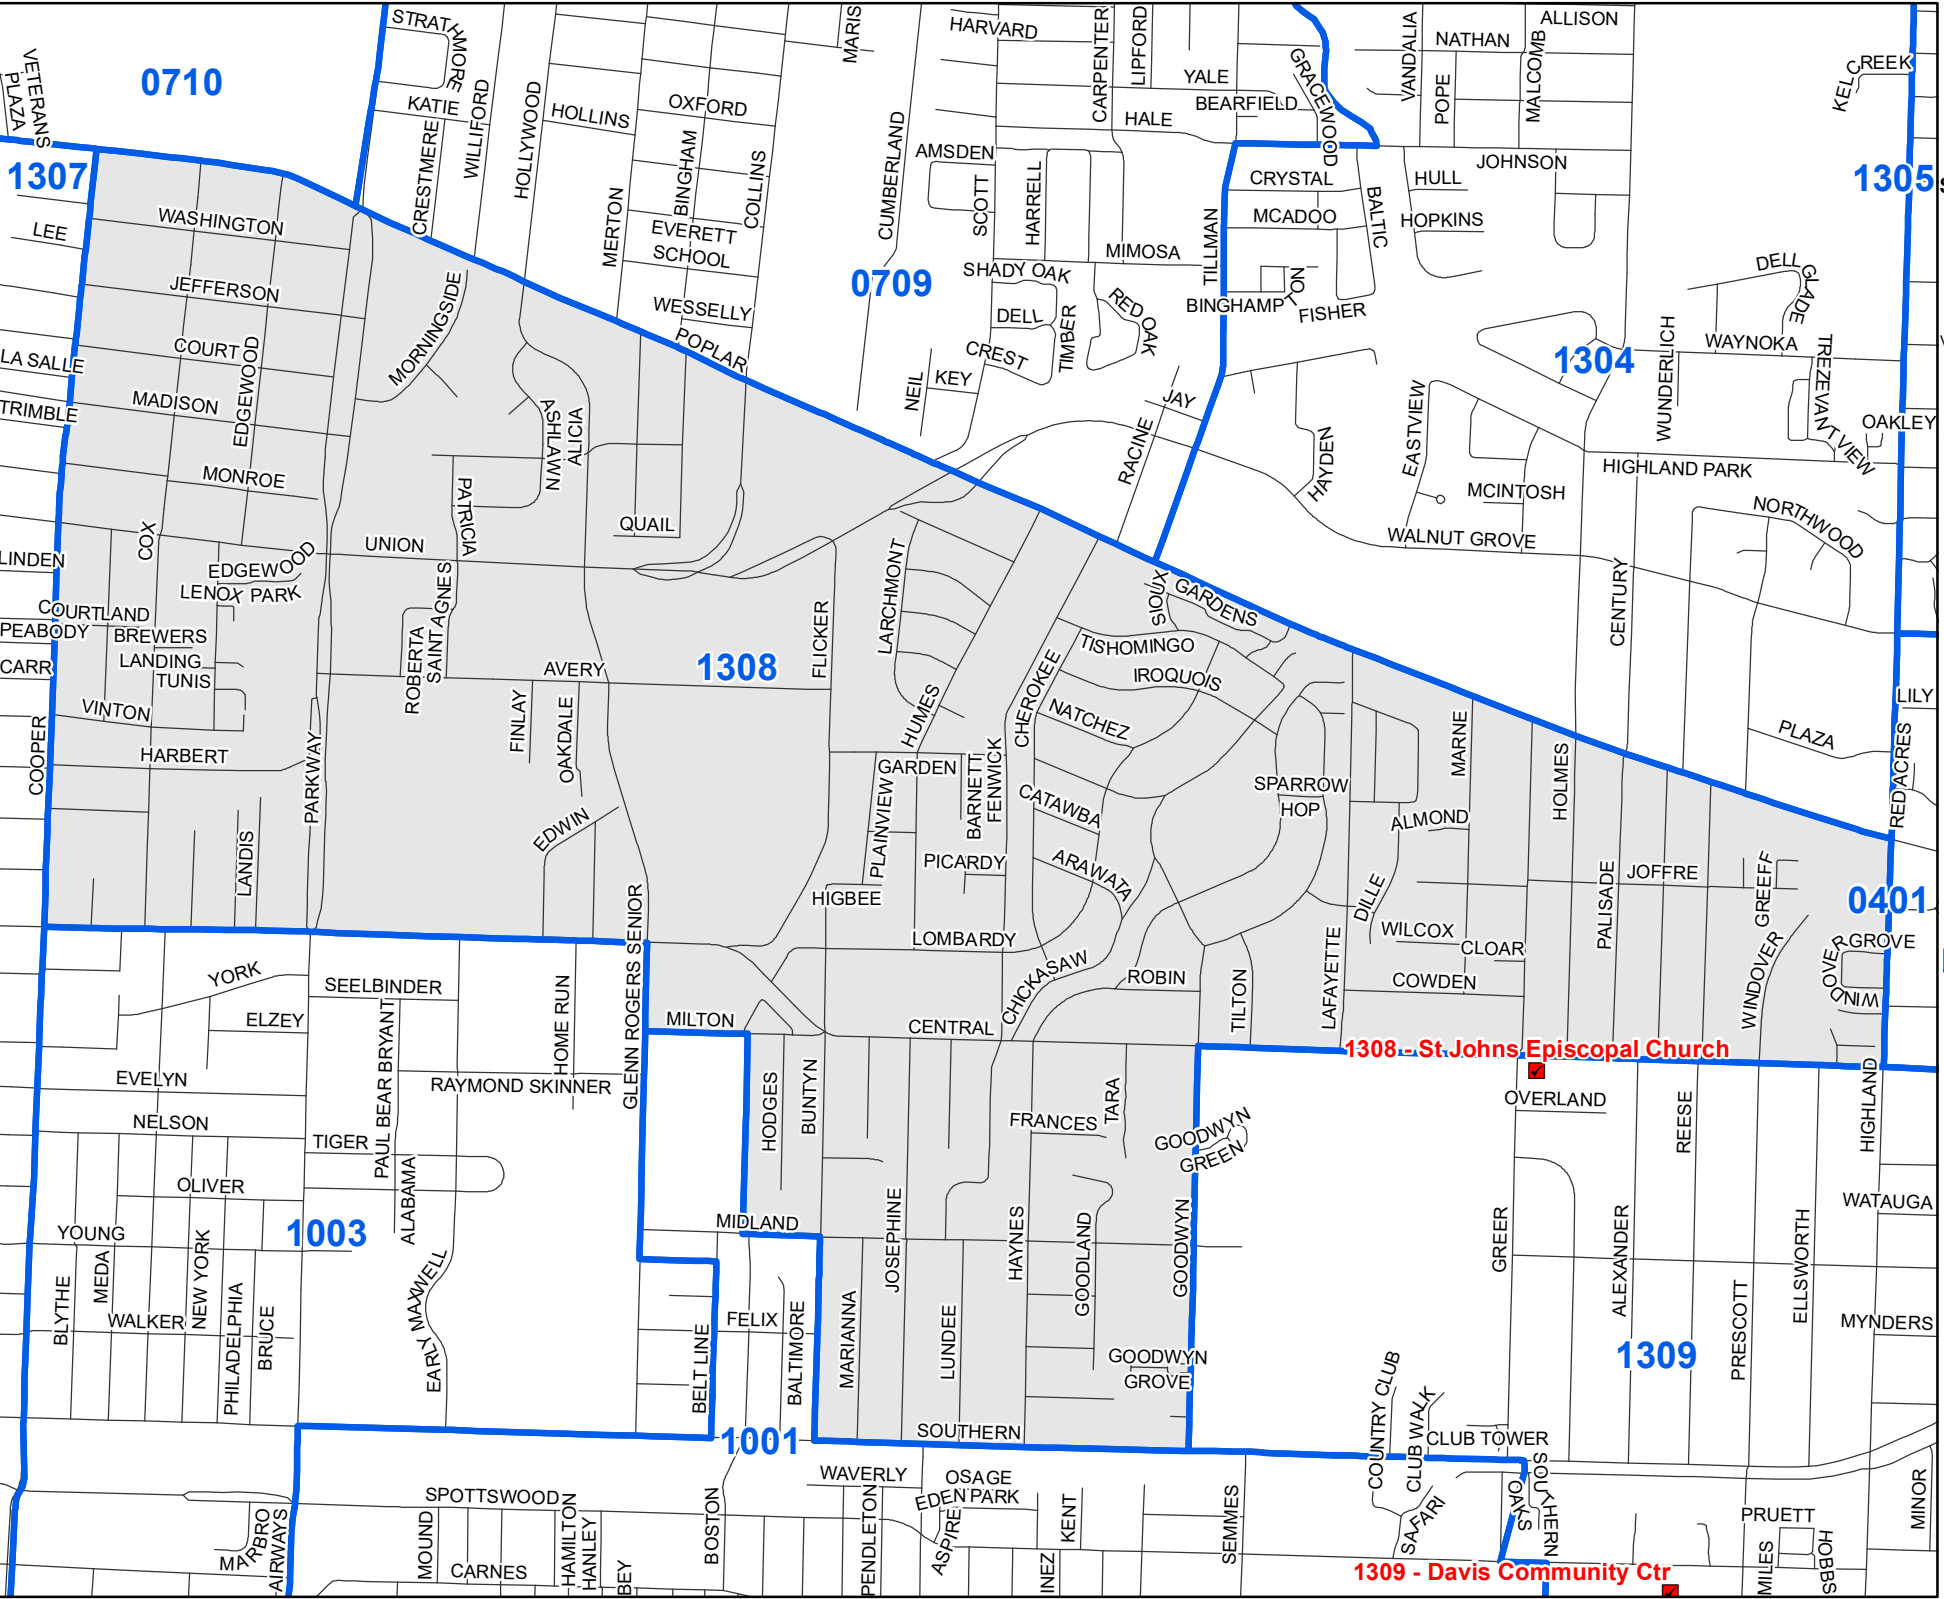 STRATHMORE
MARIS
HARVARD
CARPENTER
LIPFORD
VANDALIA
NATHAN
ALLISON
MALCOMB
VETERANS PLAZA
0710
KATIE
WILLIFORD
HOLLYWOOD
HOLLINS
OXFORD
YALE
BEARFIELD
GRACEWOOD
POPE
KEL CREEK
CRESTMERE
BINGHAM
COLLINS
CUMBERLAND
HALE
AMSDEN
JOHNSON
1307
1305
SCOTT
HARRELL
CRYSTAL
HULL
WASHINGTON
LEE
MERTON
EVERETT
SCHOOL
MCADOO
BALTIC
HOPKINS
TILLMAN
MIMOSA
SHADY OAK
DELL GLADE
JEFFERSON
MORNINGSIDE
0709
WESSELLY
POPLAR
DELL
TIMBER
RED OAK
BINGHAMPTON
FISHER
CREST
COURT
LA SALLE
EDGEWOOD
1304
WAYNOKA
WUNDERLICH
TREZEVANT
VIEW
NEIL
KEY
JAY
MADISON
TRIMBLE
ASHLAWN
ALICIA
RACINE
HAYDEN
EASTVIEW
OAKLEY
MONROE
HIGHLAND PARK
PATRICIA
MCINTOSH
NORTHWOOD
COX
QUAIL
UNION
WALNUT GROVE
LINDEN
EDGEWOOD
LENOX PARK
LARCHMONT
SIOUX
GARDENS
CENTURY
COURTLAND
PEABODY
BREWERS
LANDING
TUNIS
ROBERTA
SAINT AGNES
FLICKER
TISHOMINGO
CARR
AVERY
1308
CHEROKEE
IROQUOIS
VINTON
FINLAY
OAKDALE
HUMES
NATCHEZ
MARNE
LILY
PLAZA
RED ACRES
COOPER
HARBERT
PARKWAY
GARDEN
PLAINVIEW
BARNETT
FENWICK
CATAWBA
SPARROW
HOP
HOLMES
ALMOND
EDWIN
LANDIS
PICARDY
ARAWATA
JOFFRE
PALISADE
GREEFF
0401
HIGBEE
DILLE
GLENN ROGERS SENIOR
LOMBARDY
WILCOX
CLOAR
GROVE
WINDOVER
WINDOVER
LAFAYETTE
YORK
SEELBINDER
HOME RUN
CHICKASAW
ROBIN
TILTON
COWDEN
ELZEY
PAUL BEAR BRYANT
MILTON
CENTRAL
1308 - St Johns Episcopal Church
EVELYN
RAYMOND SKINNER
HODGES
BUNTYN
TARA
OVERLAND
HIGHLAND
NELSON
TIGER
FRANCES
GOODWYN
GREEN
REESE
OLIVER
ALABAMA
WATAUGA
YOUNG
1003
MIDLAND
JOSEPHINE
HAYNES
GOODLAND
GOODWYN
GREER
ALEXANDER
ELLSWORTH
MEDA
BLYTHE
NEW YORK
PHILADELPHIA
BRUCE
WALKER
EARLY MAXWELL
BELT LINE
FELIX
BALTIMORE
MARIANNA
LUNDEE
GOODWYN
GROVE
1309
PRESCOTT
MYNDERS
COUNTRY CLUB
CLUB WALK
1001
SOUTHERN
CLUB TOWER
SPOTTSWOOD
WAVERLY
OSAGE
EDEN PARK
SEMMES
SAFARI
SOUTHERN OAKS
PRUETT
MINOR
MARBRO
AIRWAYS
MOUND
CARNES
HAMILTON
HANLEY
BEY
BOSTON
PENDLETON
ASPIRE
INEZ
KENT
1309 - Davis Community Ctr
MILES
HOBBS